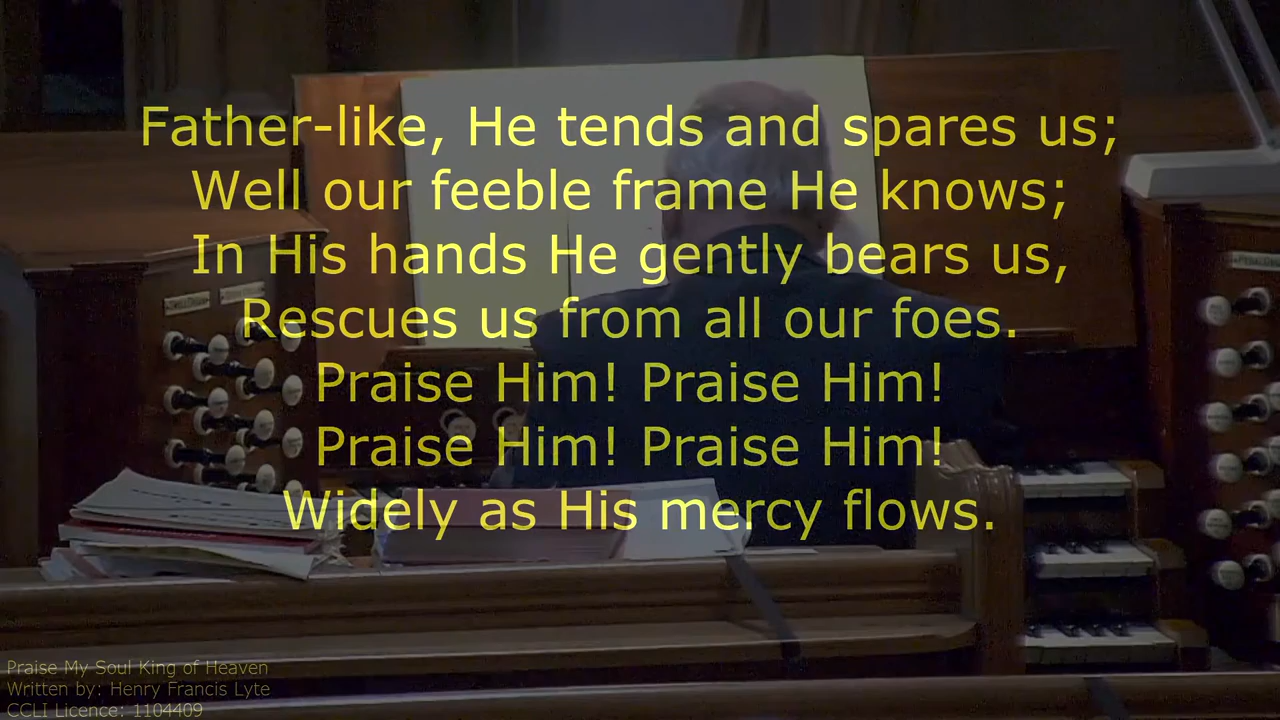 Father-like, He tends and spares us;
Well our feeble frame He knows;
In His hands He gently bears us,
Rescues us from all our foes.
Praise Him! Praise Him!
Praise Him! Praise Him!
Widely as His mercy flows.
Praise My Soul King of Heaven
Written by: Henry Francis Lyte
CCLI Licence: 1104409